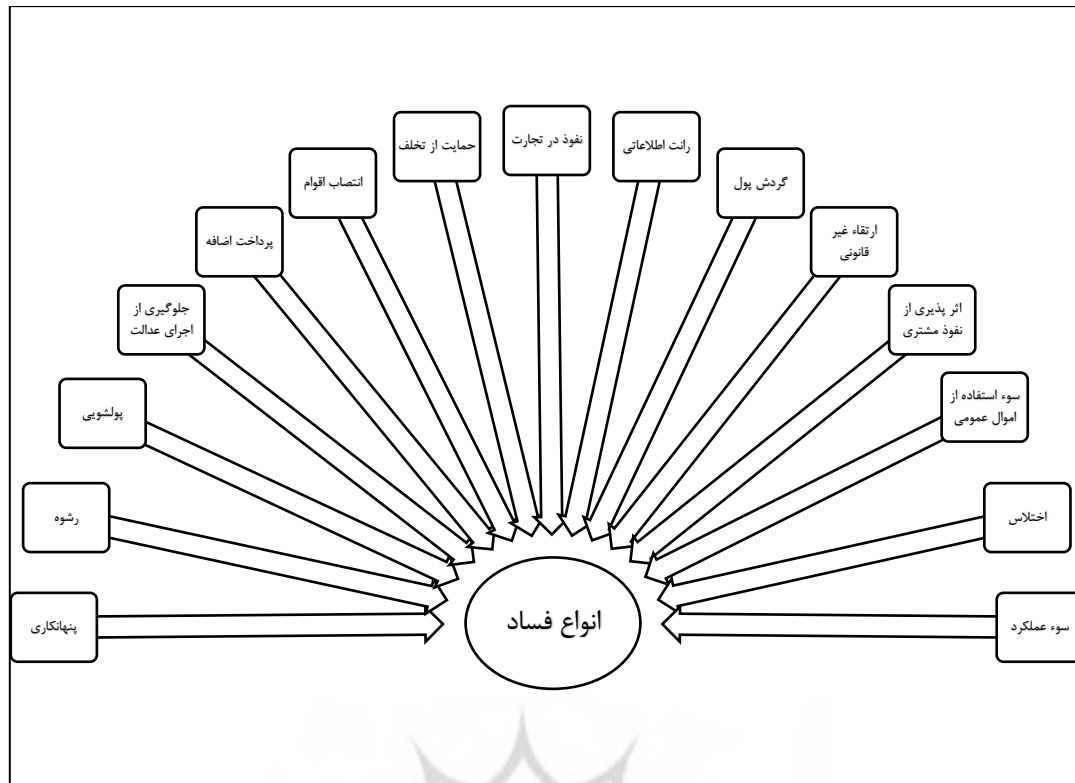 نفوذ در تجارت
رانت اطلاعاتی
حمایت از تخلف
گردش پول
انتصاب اقوام
ارتقاء غیر
قانونی
پرداخت اضافه
اثر پذیری از
نفوذ مشتری
جلوگیری از
اجرای عدالت
سوء استفاده از
اموال عمومی
پولشویی
اختلاس
رشوه
سوء عملکرد
پنهانکاری
انواع فساد